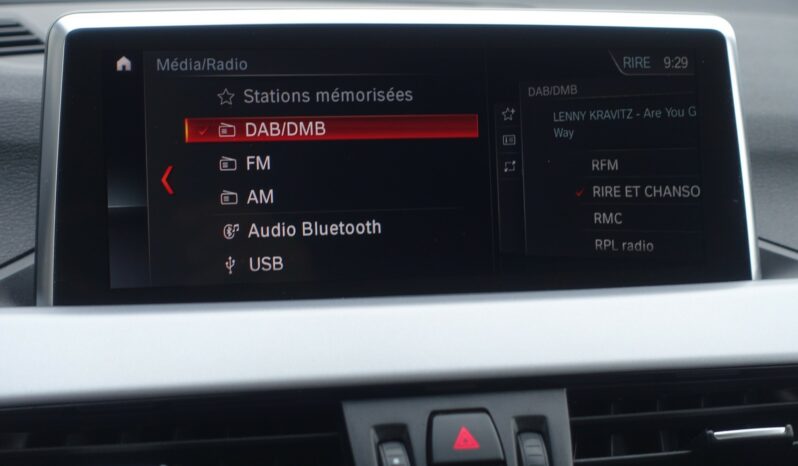 Média/Radio
RIRE 9:29
Stations mémorisées
DAB/DMB
FM
AM
Audio Bluetooth
USB
DAB/DMB
LENNY KRAVITZ - Are You G
Way
RFM
RIRE ET CHANSO
RMC
RPL radio